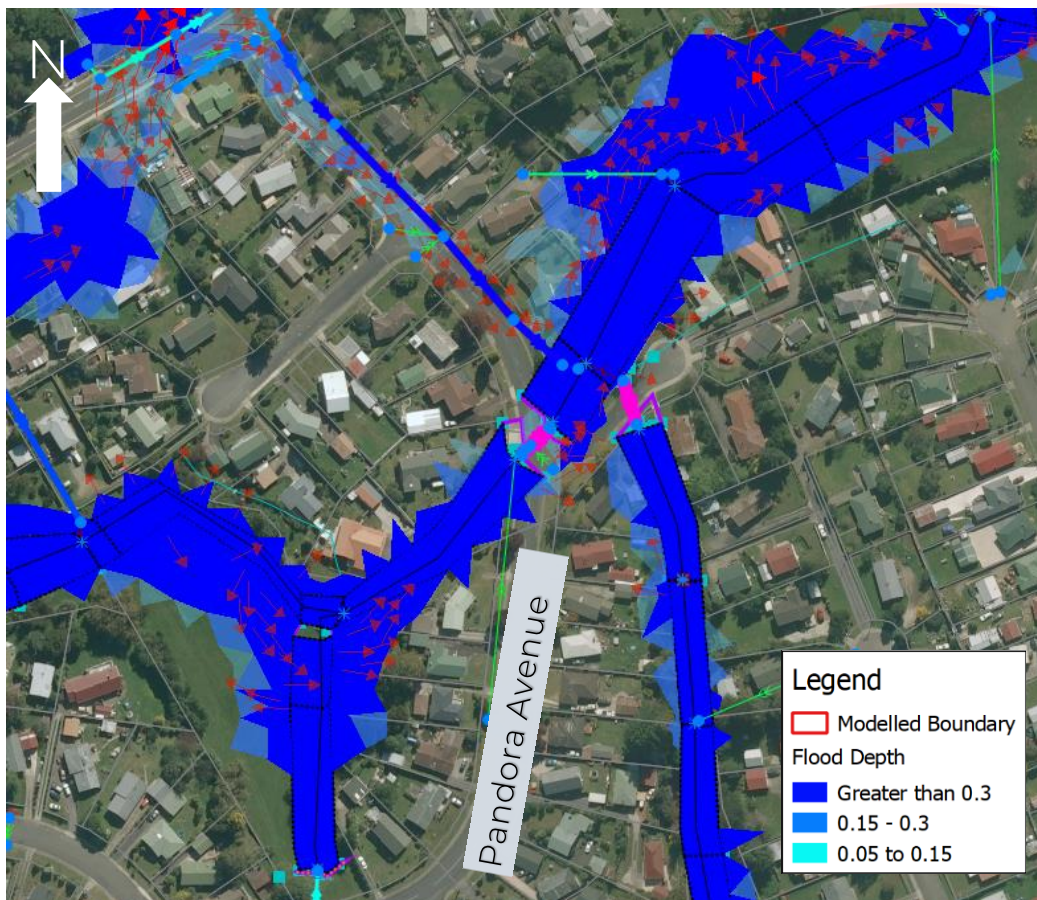 N
Pandora Avenue
Legend
Modelled Boundary
Flood Depth
Greater than 0.3
0.15 - 0.3
0.05 to 0.15